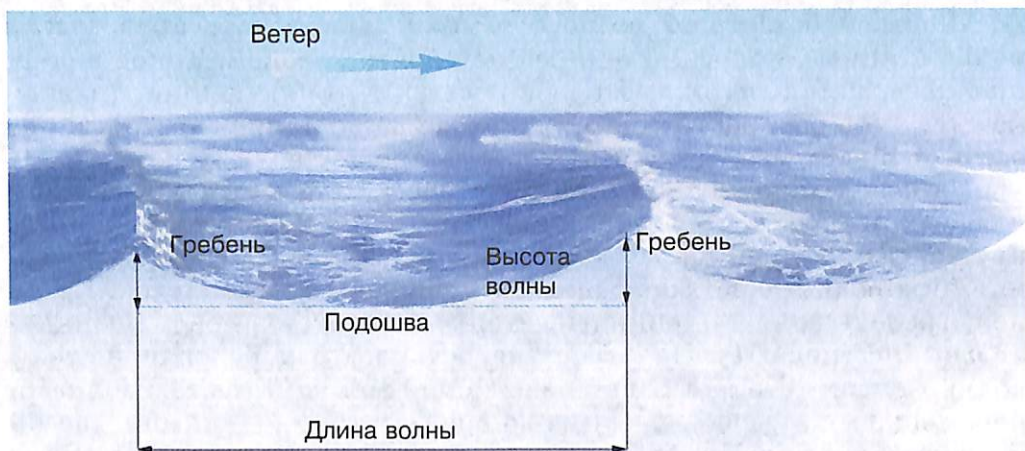 Ветер
Гребень
Высота
волны
Гребень
Подошва
Длина волны